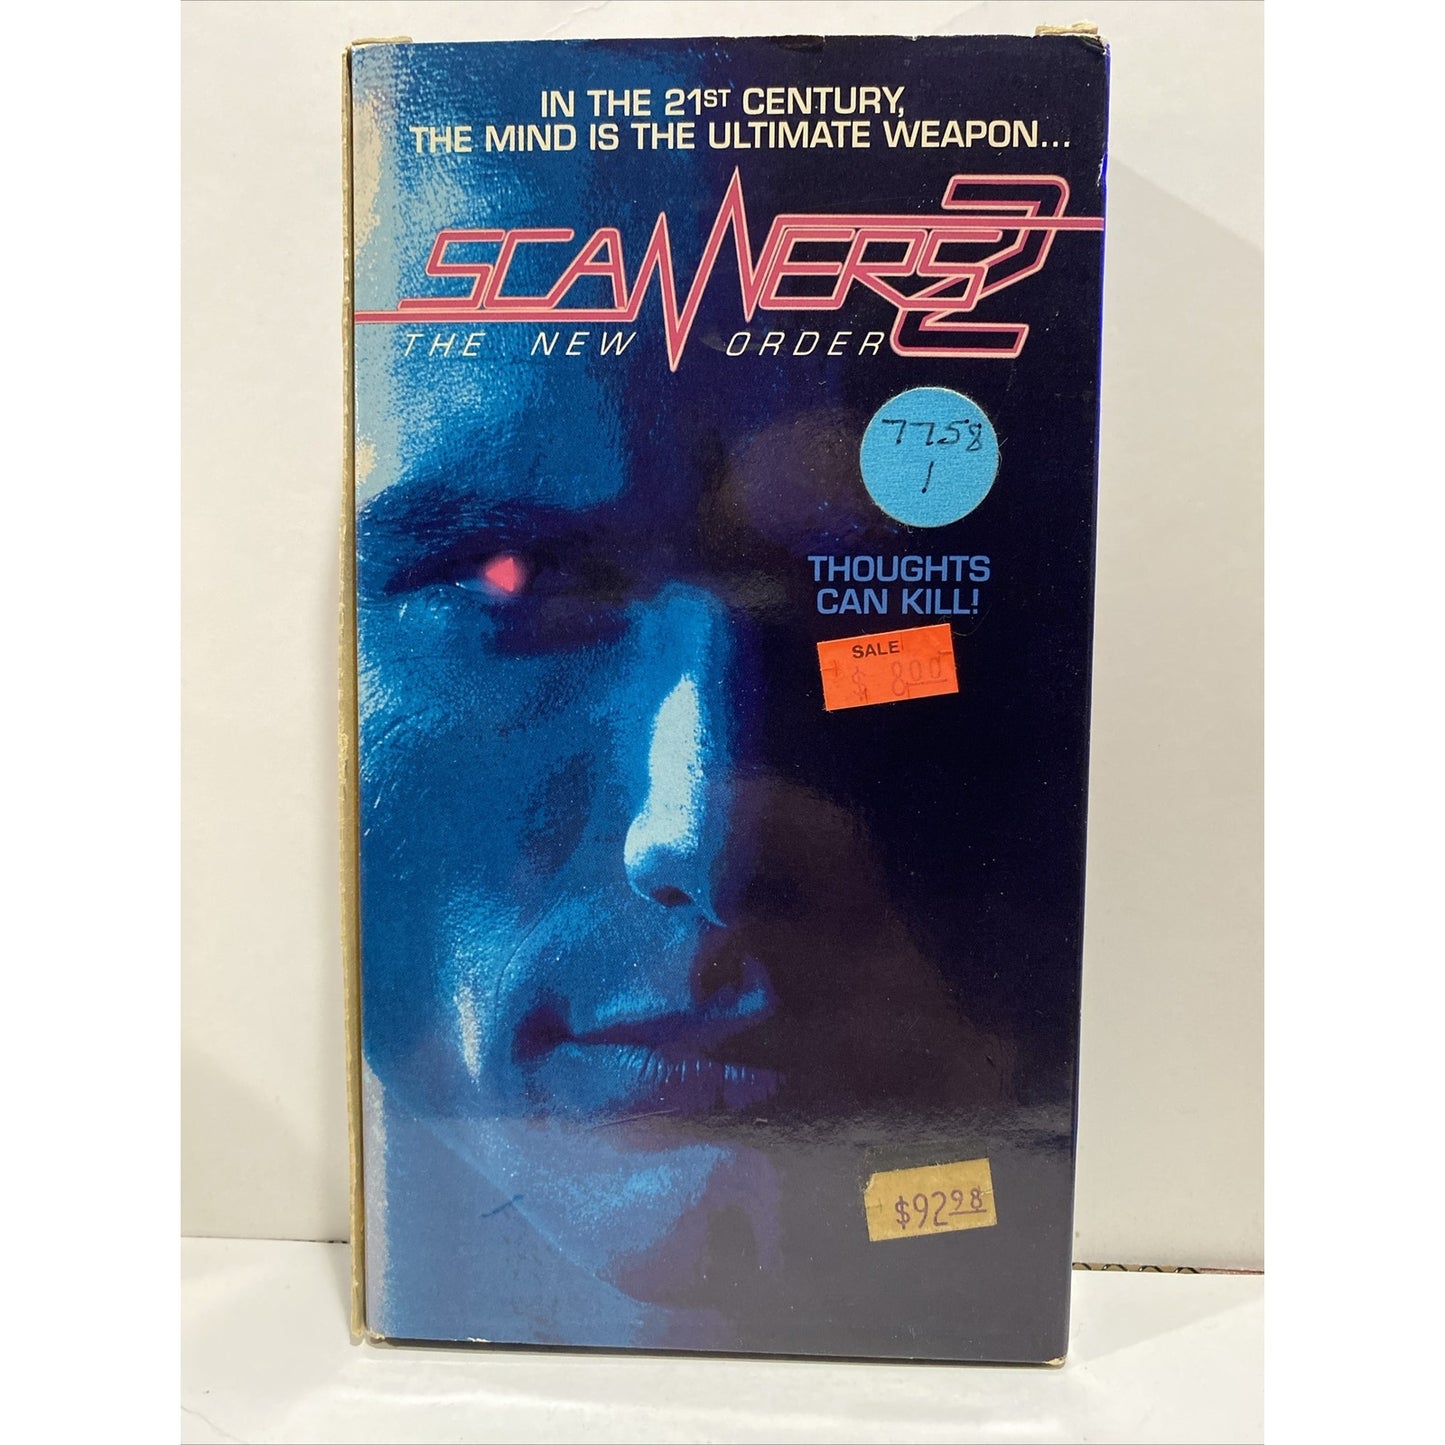 IN THE 21ST CENTURY,
THE MIND IS THE ULTIMATE WEAPON...
SCANNERS 2
THE NEW ORDER
7758
1
THOUGHTS
CAN KILL!
SALE
$ 8.00
$92.98